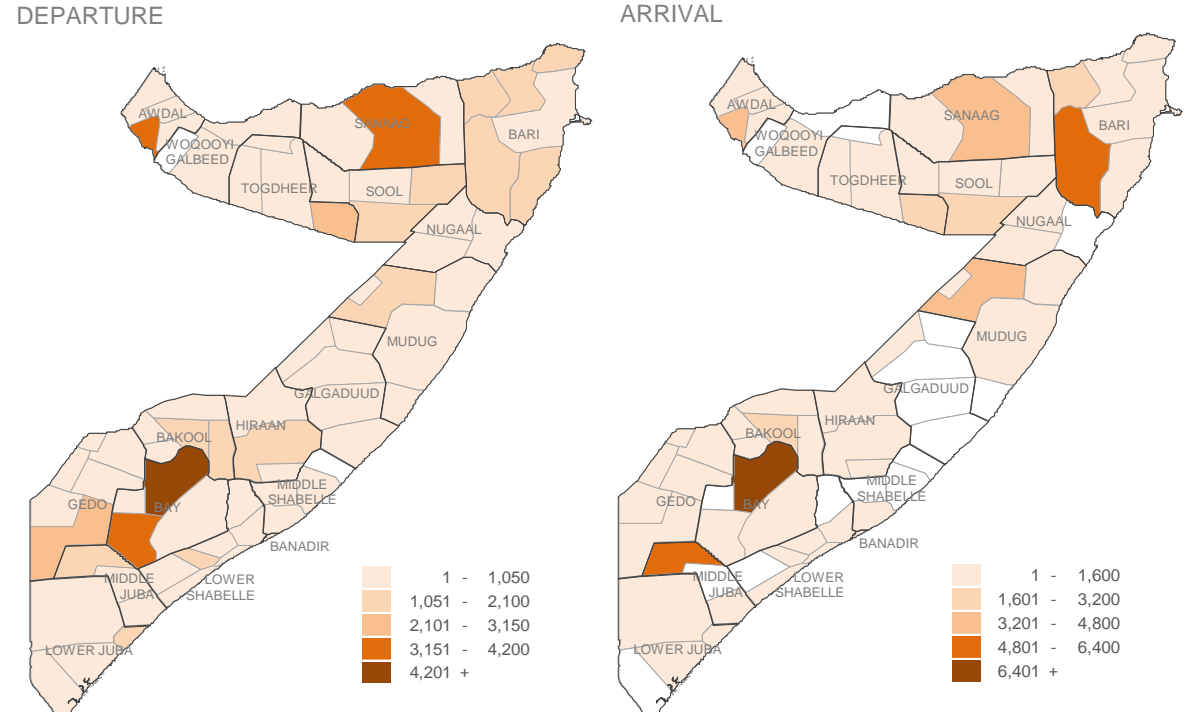 DEPARTURE
AWDAL
WOQOOYI
GALBEED
SANAAG
BARI
TOGDHEER
SOOL
NUGAAL
MUDUG
GALGADUUD
HIRAAN
BAKOOL
GEDO
BAY
MIDDLE
SHABELLE
BANADIR
MIDDLE
JUBA
LOWER
SHABELLE
LOWER JUBA
1 - 1,050
1,051 - 2,100
2,101 - 3,150
3,151 - 4,200
4,201 +
ARRIVAL
AWDAL
WOQOOYI
GALBEED
SANAAG
BARI
TOGDHEER
SOOL
NUGAAL
MUDUG
GALGADUUD
HIRAAN
BAKOOL
GEDO
BAY
MIDDLE
SHABELLE
BANADIR
MIDDLE
JUBA
LOWER
SHABELLE
LOWER JUBA
1 - 1,600
1,601 - 3,200
3,201 - 4,800
4,801 - 6,400
6,401 +